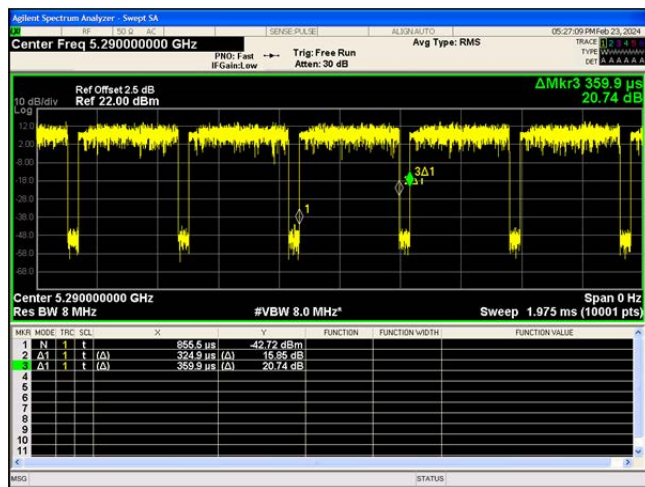 Agilent Spectrum Analyzer - Swept SA
RF 50 Ω AC SENSE:PULSE ALIGN AUTO 05:27:09 PM Feb 23, 2024
Center Freq 5.290000000 GHz Avg Type: RMS TRACE 1 2 3 4 5 6
PNO: Fast Trig: Free Run TYPE
IFGain:Low Atten: 30 dB DET A A A A A A
ΔMkr3 359.9 µs
20.74 dB
Ref Offset 2.5 dB
10 dB/div Ref 22.00 dBm
Log
12.0
2.00
-8.00
-18.0
-28.0
-38.0
-48.0
-58.0
-68.0
3Δ1
1
Center 5.290000000 GHz Span 0 Hz
Res BW 8 MHz #VBW 8.0 MHz* Sweep 1.975 ms (10001 pts)
MKR MODE TRC SCL X Y FUNCTION FUNCTION WIDTH FUNCTION VALUE
1 N 1 t 855.5 µs -42.72 dBm
2 Δ1 1 t (Δ) 324.9 µs (Δ) 15.85 dB
3 Δ1 1 t (Δ) 359.9 µs (Δ) 20.74 dB
4
5
6
7
8
9
10
11
MSG STATUS